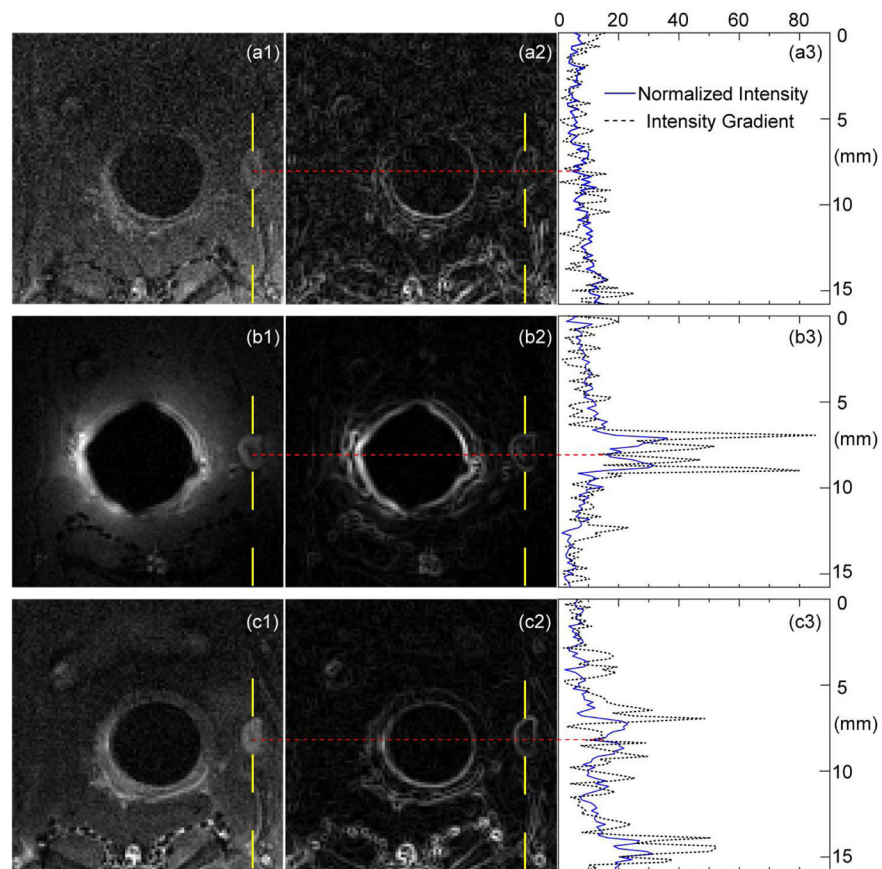 (a1) (a2) (a3)
0 20 40 60 80
0
Normalized Intensity
Intensity Gradient
5
(mm)
10
15
(b1) (b2) (b3)
0
5
(mm)
10
15
(c1) (c2) (c3)
0
5
(mm)
10
15